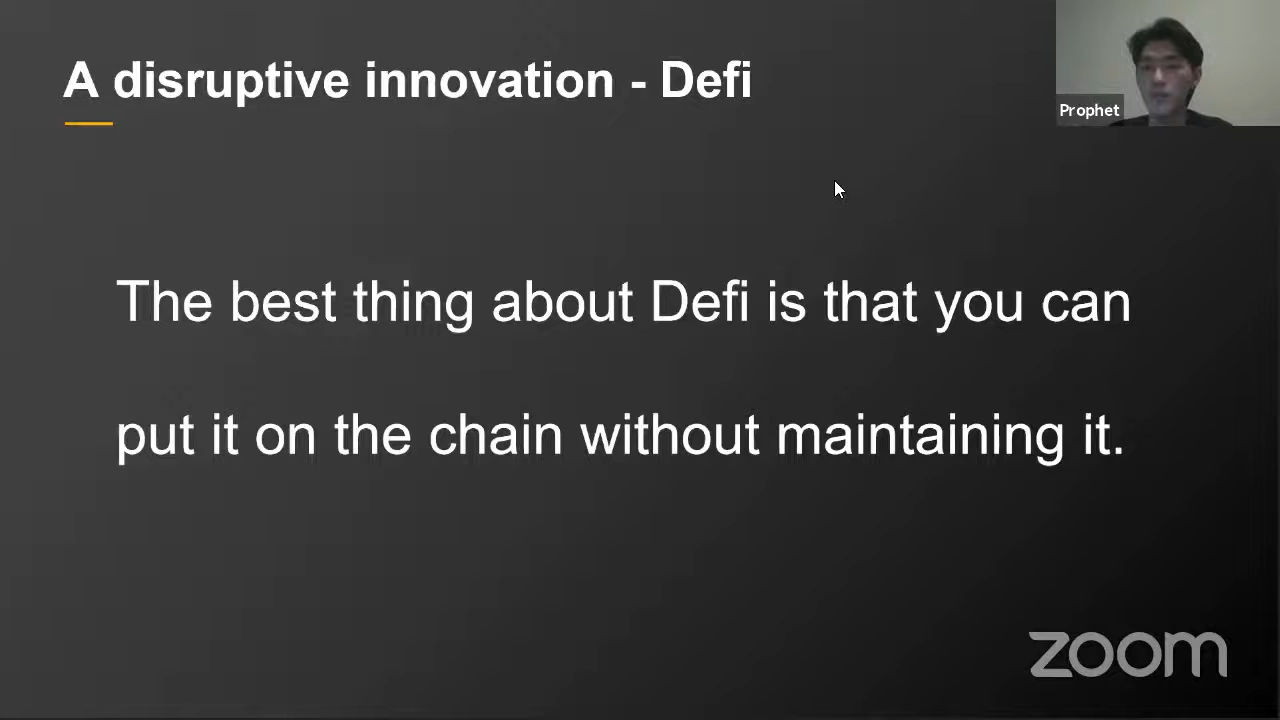 A disruptive innovation - Defi
Prophet
The best thing about Defi is that you can
put it on the chain without maintaining it.
zoom